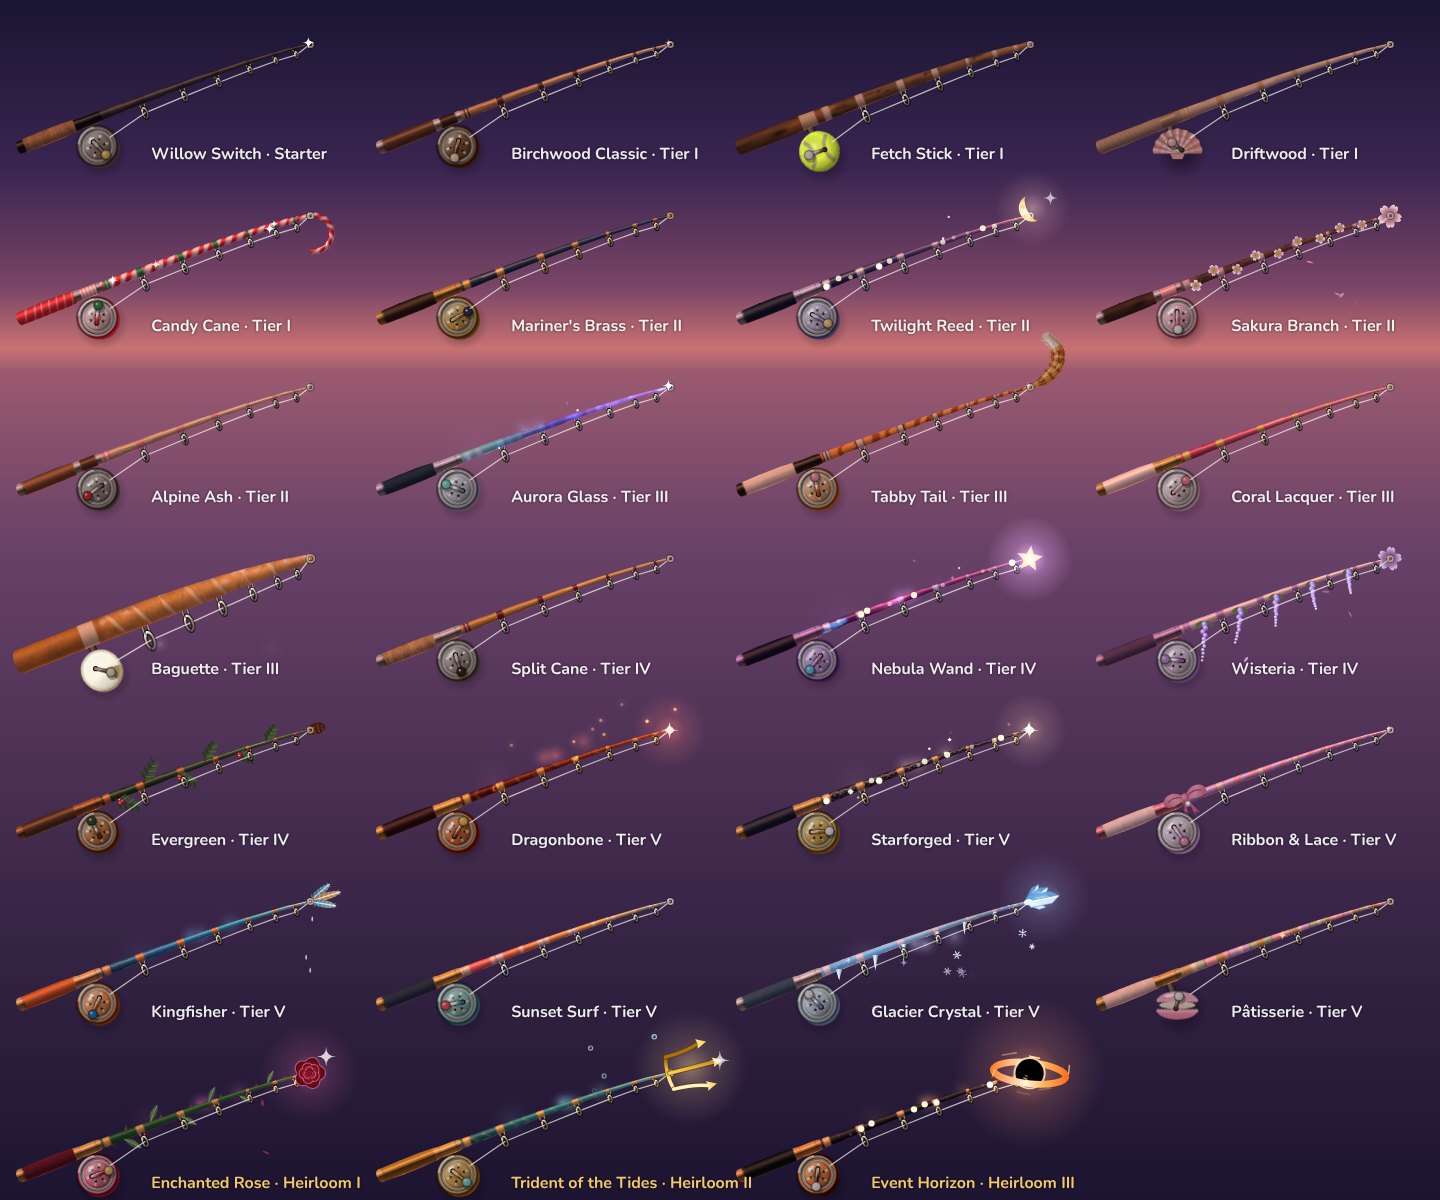 Willow Switch · Starter
Birchwood Classic · Tier I
Fetch Stick · Tier I
Driftwood · Tier I
Candy Cane · Tier I
Mariner's Brass · Tier II
Twilight Reed · Tier II
Sakura Branch · Tier II
Alpine Ash · Tier II
Aurora Glass · Tier III
Tabby Tail · Tier III
Coral Lacquer · Tier III
Baguette · Tier III
Split Cane · Tier IV
Nebula Wand · Tier IV
Wisteria · Tier IV
Evergreen · Tier IV
Dragonbone · Tier V
Starforged · Tier V
Ribbon & Lace · Tier V
Kingfisher · Tier V
Sunset Surf · Tier V
Glacier Crystal · Tier V
Pâtisserie · Tier V
Enchanted Rose · Heirloom I
Trident of the Tides · Heirloom II
Event Horizon · Heirloom III